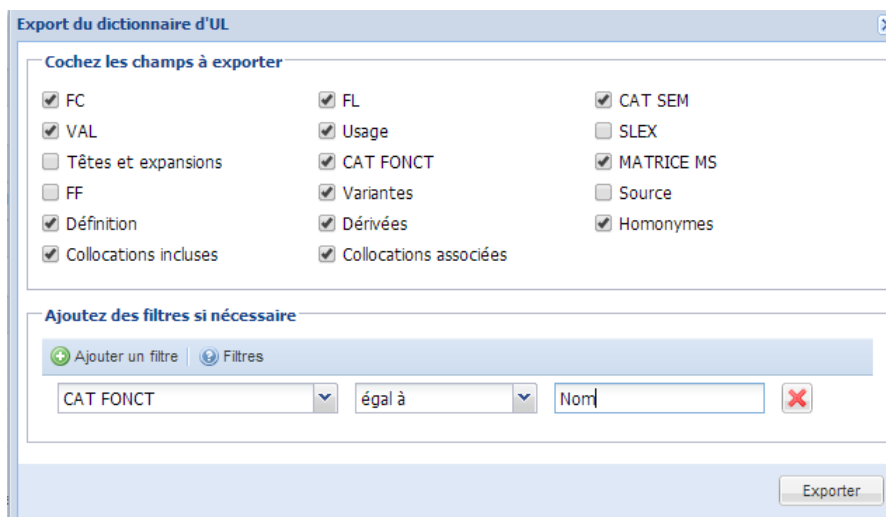 Export du dictionnaire d'UL
Cochez les champs à exporter
FC FL CAT SEM
VAL Usage SLEX
Têtes et expansions CAT FONCT MATRICE MS
FF Variantes Source
Définition Dérivées Homonymes
Collocations incluses Collocations associées
Ajoutez des filtres si nécessaire
Ajouter un filtre Filtres
CAT FONCT égal à Nom
Exporter